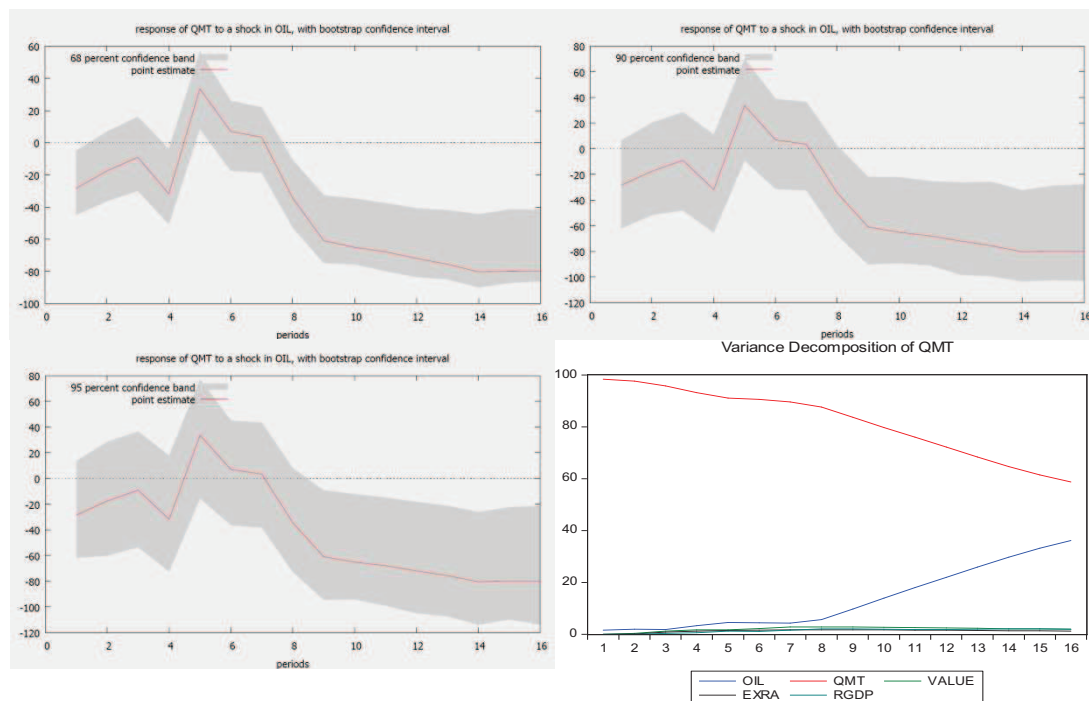 response of QMT to a shock in OIL, with bootstrap confidence interval
68 percent confidence band
point estimate
60
40
20
0
-20
-40
-60
-80
-100
0 2 4 6 8 10 12 14 16
periods
response of QMT to a shock in OIL, with bootstrap confidence interval
90 percent confidence band
point estimate
80
60
40
20
0
-20
-40
-60
-80
-100
-120
0 2 4 6 8 10 12 14 16
periods
response of QMT to a shock in OIL, with bootstrap confidence interval
95 percent confidence band
point estimate
80
60
40
20
0
-20
-40
-60
-80
-100
-120
0 2 4 6 8 10 12 14 16
periods
Variance Decomposition of QMT
100
80
60
40
20
0
1 2 3 4 5 6 7 8 9 10 11 12 13 14 15 16
OIL QMT VALUE
EXRA RGDP